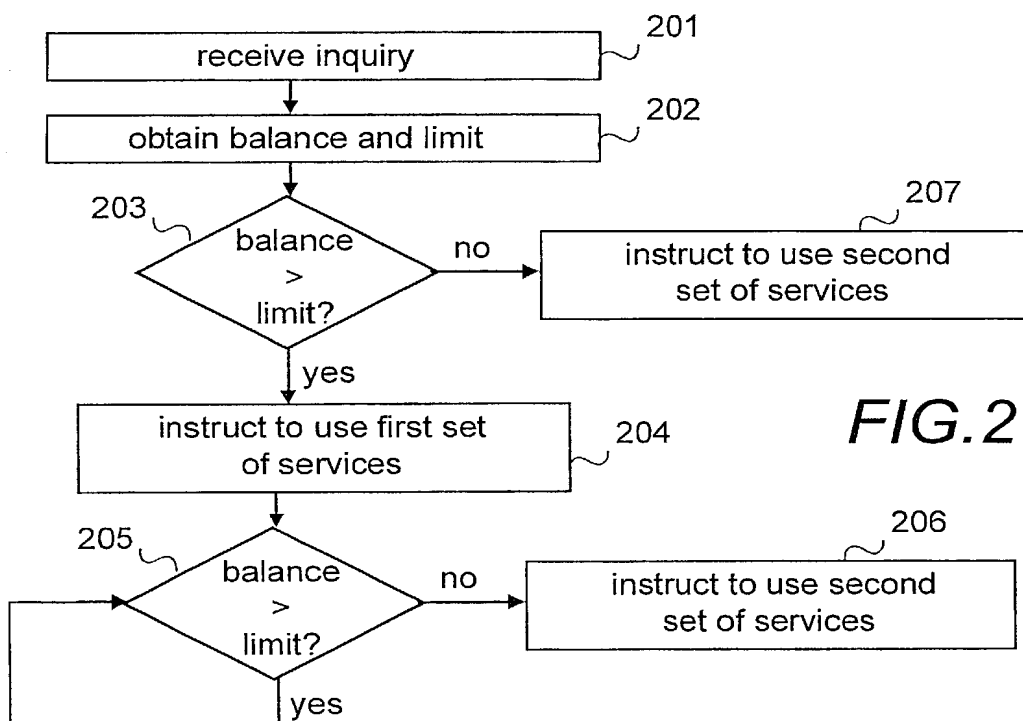 201
receive inquiry
202
obtain balance and limit
203
balance
>
limit?
no
207
instruct to use second
set of services
yes
instruct to use first set
of services
204
FIG.2
205
balance
>
limit?
no
206
instruct to use second
set of services
yes